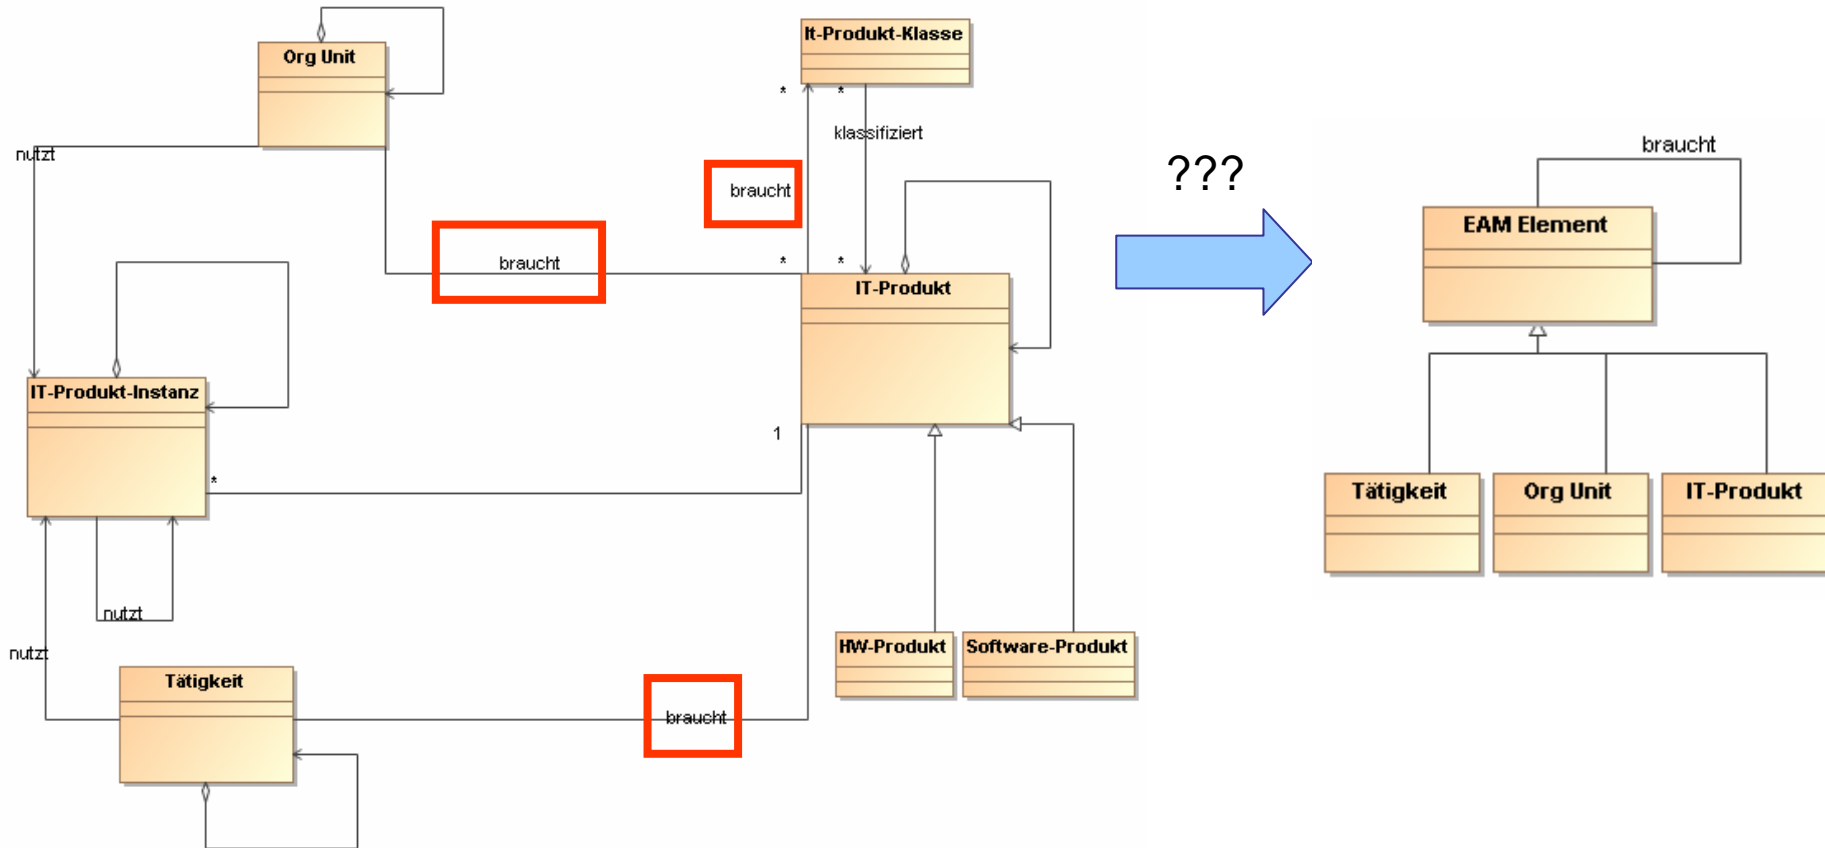 Org Unit
It-Produkt-Klasse
* *
klassifiziert
nutzt
braucht
braucht
* *
IT-Produkt
IT-Produkt-Instanz
1
*
nutzt
nutzt
HW-Produkt
Software-Produkt
Tätigkeit
braucht
???
braucht
EAM Element
Tätigkeit
Org Unit
IT-Produkt